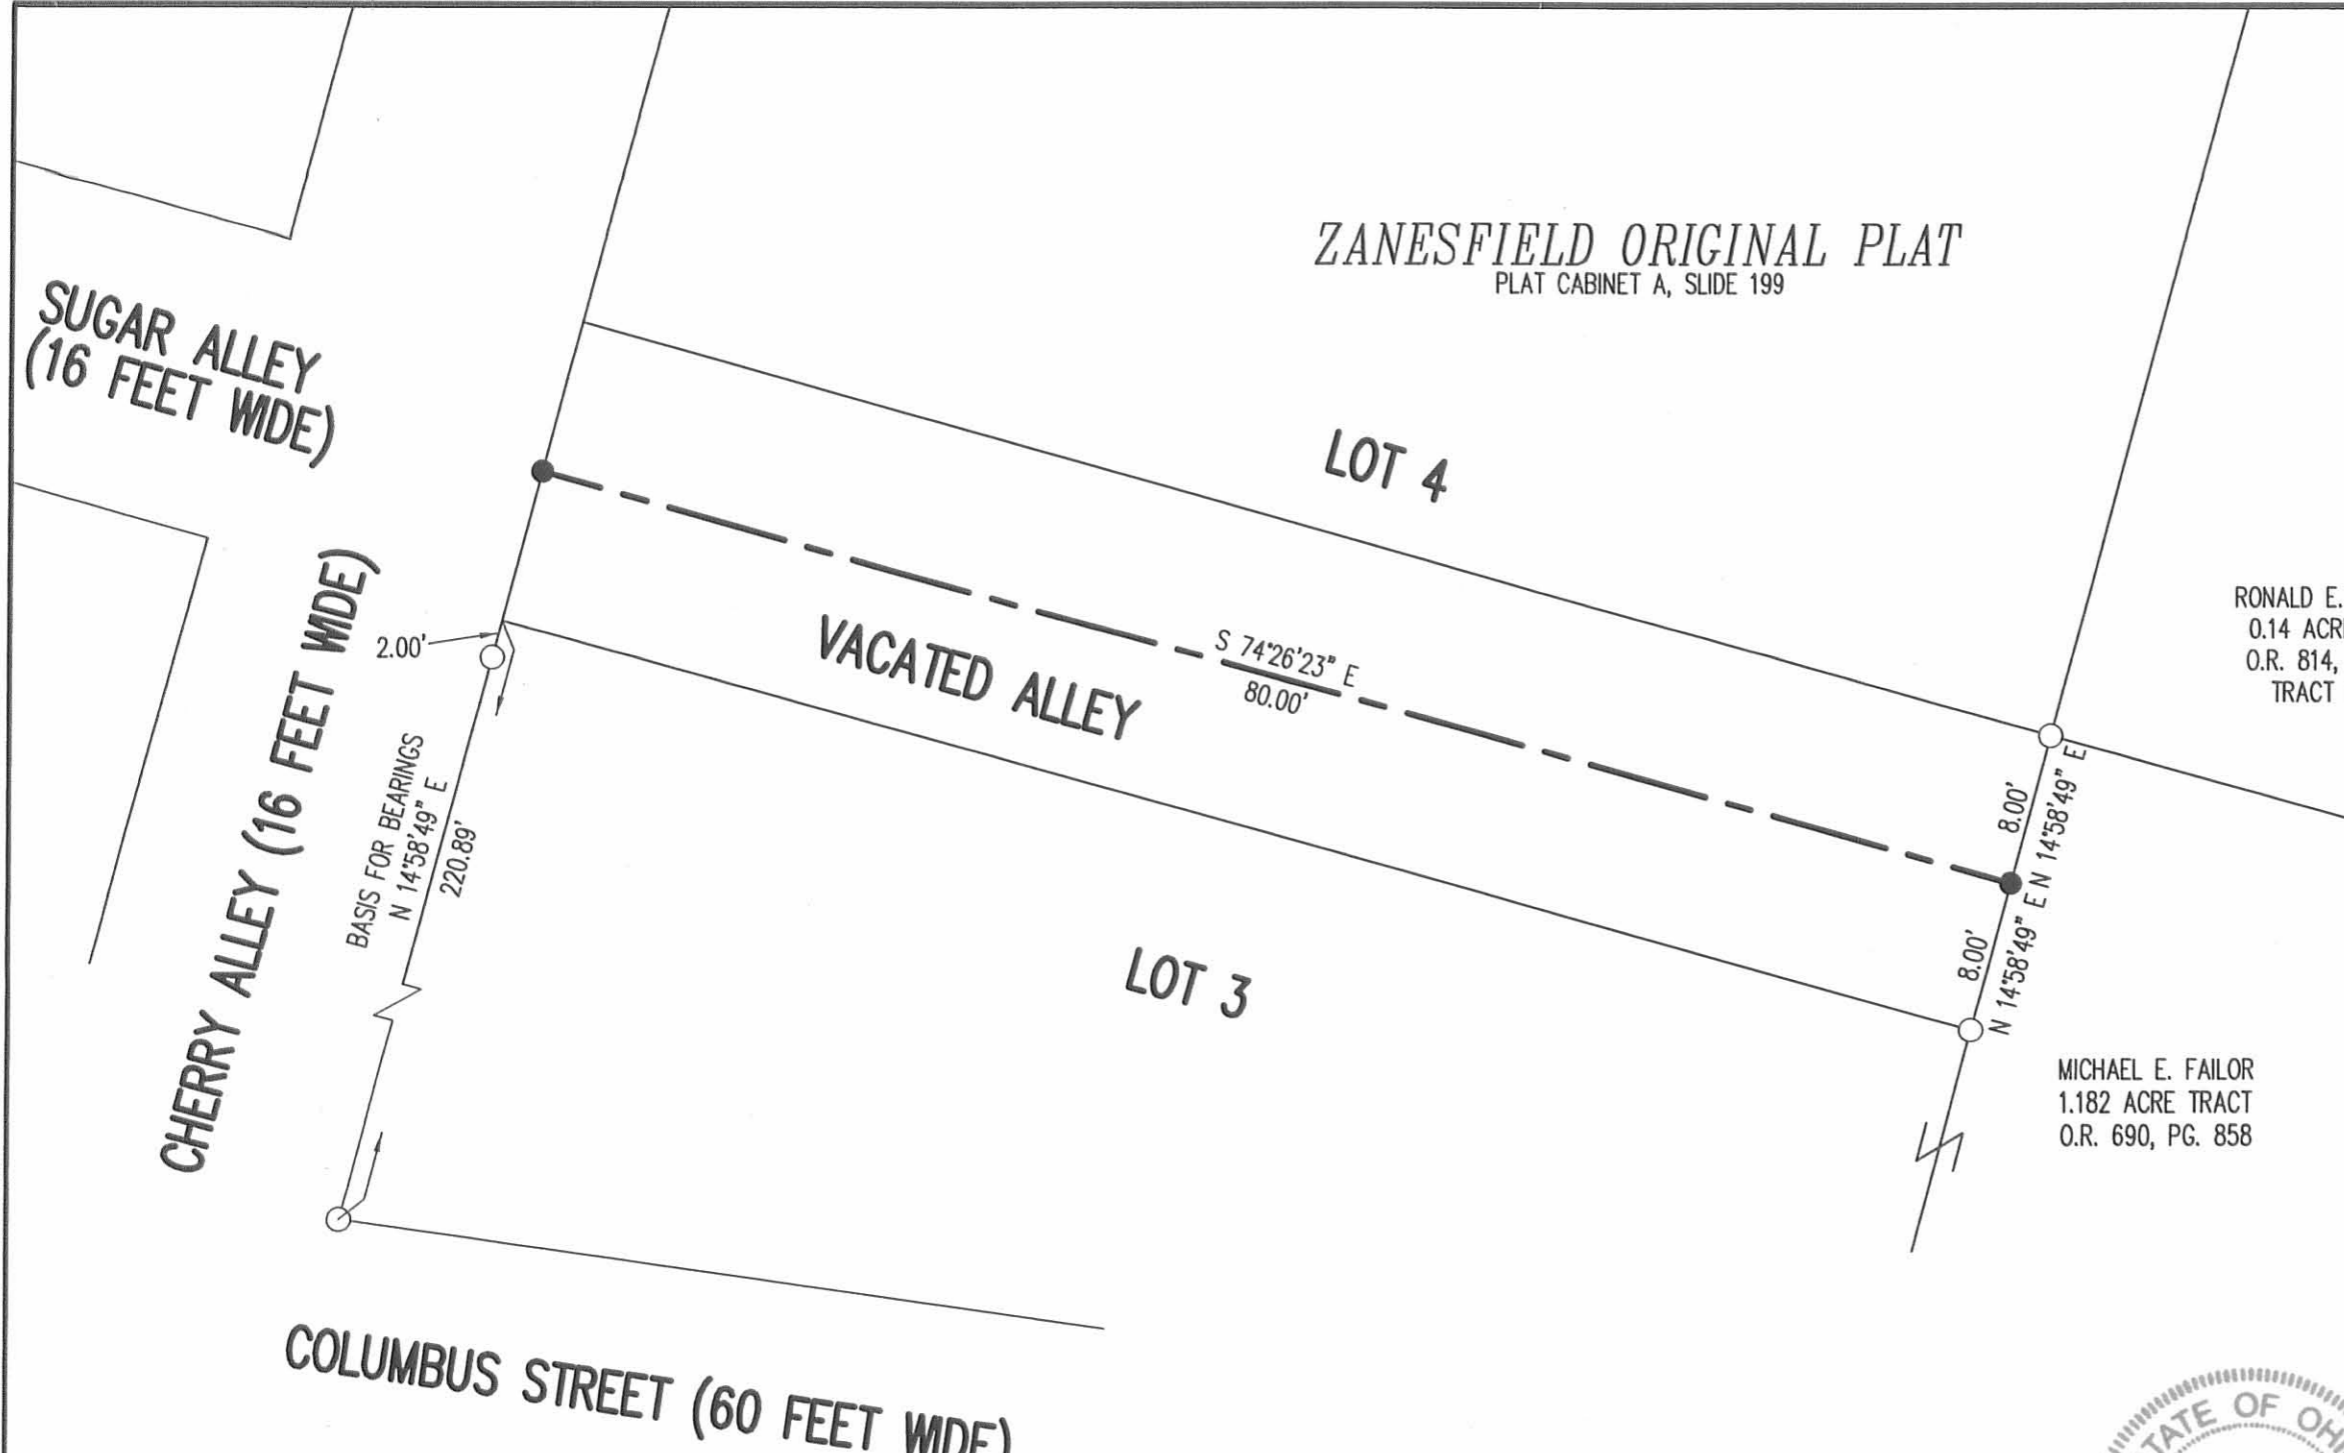 ZANESFIELD ORIGINAL PLAT
PLAT CABINET A, SLIDE 199
SUGAR ALLEY
(16 FEET WIDE)
LOT 4
RONALD E.
0.14 ACR
O.R. 814,
TRACT
CHERRY ALLEY (16 FEET WIDE)
2.00'
VACATED ALLEY
S 74°26'23" E
80.00'
BASIS FOR BEARINGS
N 14°58'49" E
220.89'
8.00'
N 14°58'49" E
8.00'
N 14°58'49" E
LOT 3
MICHAEL E. FAILOR
1.182 ACRE TRACT
O.R. 690, PG. 858
COLUMBUS STREET (60 FEET WIDE)
TATE OF OH